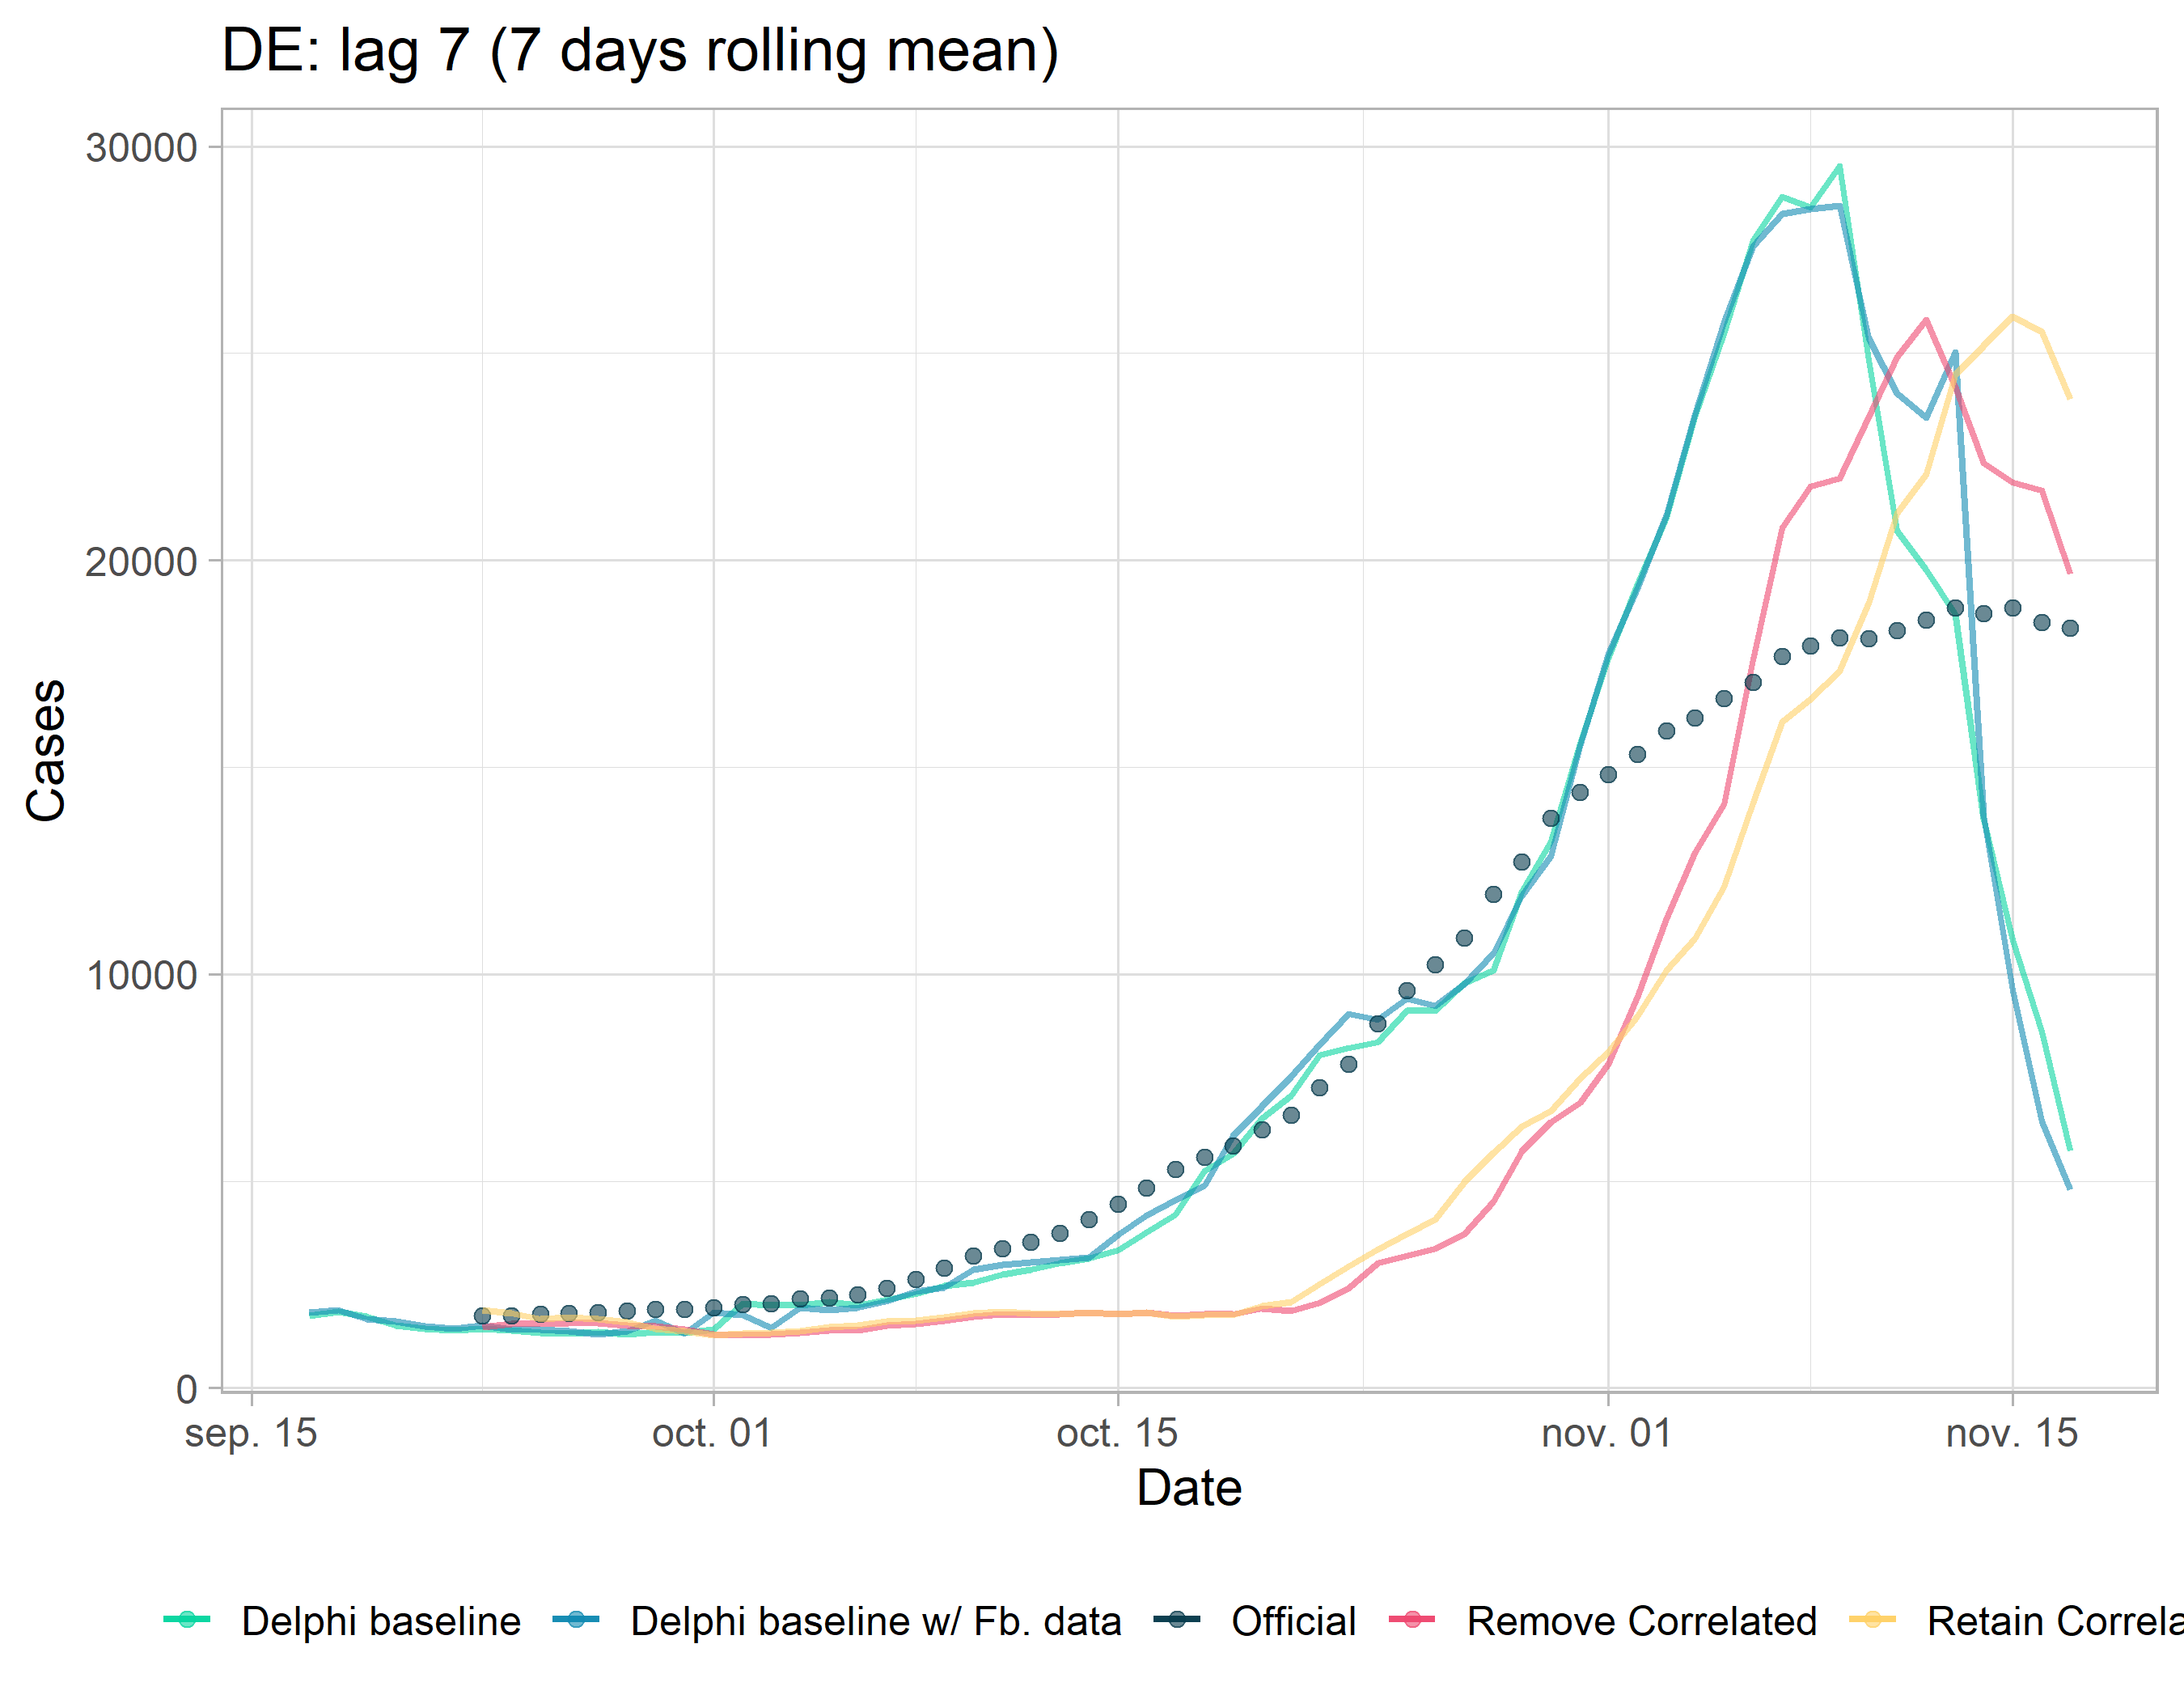 DE: lag 7 (7 days rolling mean)
30000
20000
10000
0
Cases
sep. 15 oct. 01 oct. 15 nov. 01 nov. 15
Date
Delphi baseline Delphi baseline w/ Fb. data Official Remove Correlated Retain Correla